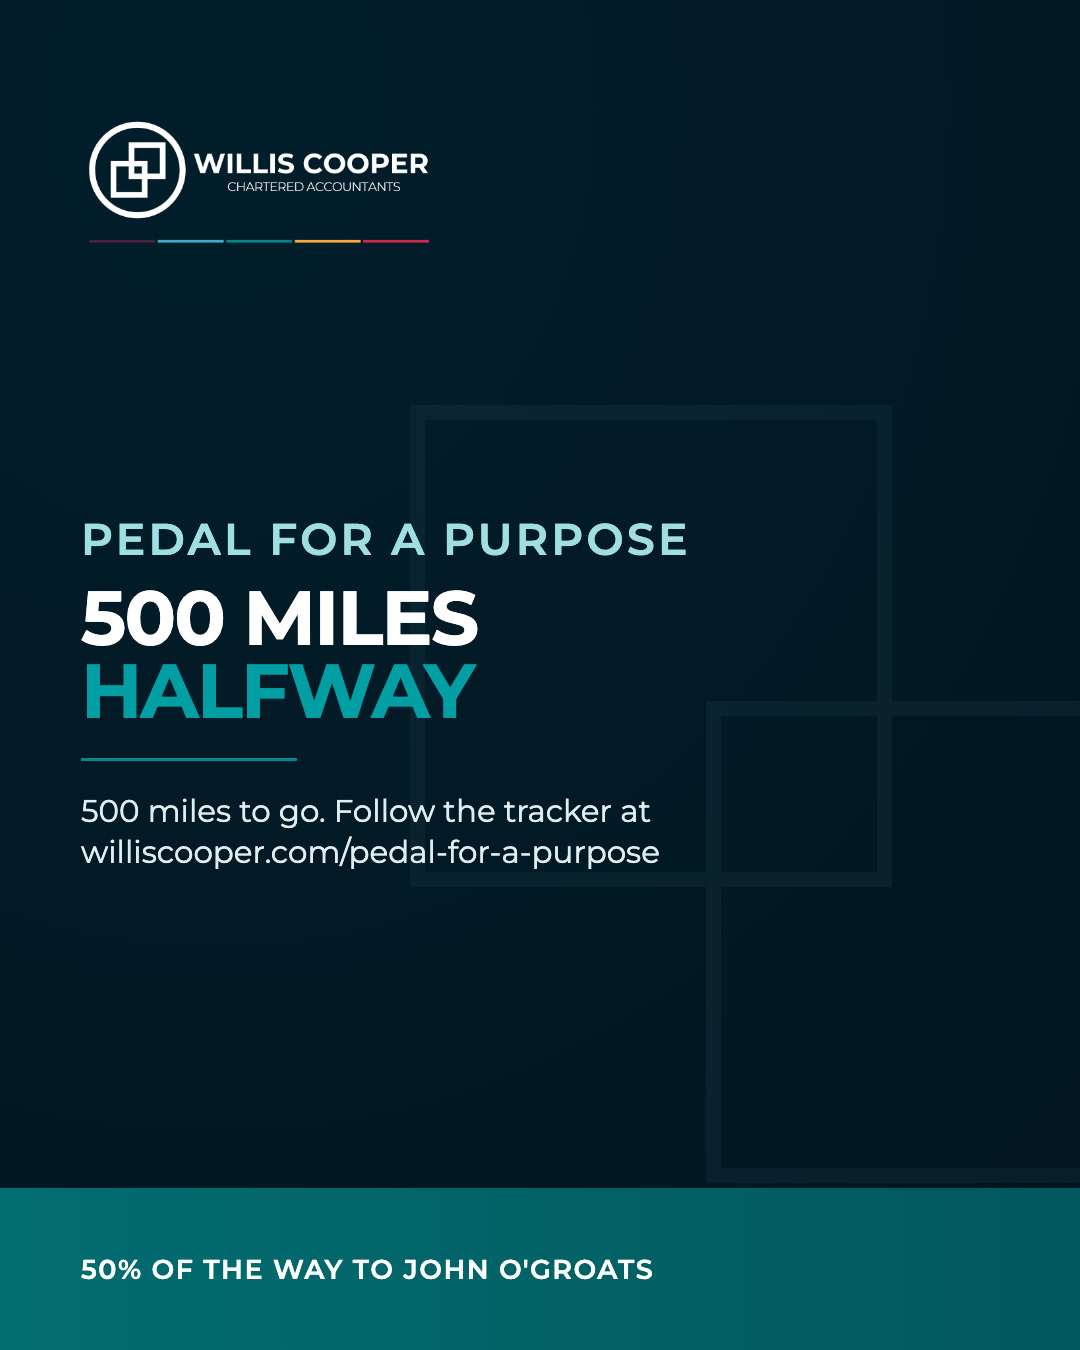 WILLIS COOPER
CHARTERED ACCOUNTANTS
PEDAL FOR A PURPOSE
500 MILES
HALFWAY
500 miles to go. Follow the tracker at
williscooper.com/pedal-for-a-purpose
50% OF THE WAY TO JOHN O'GROATS